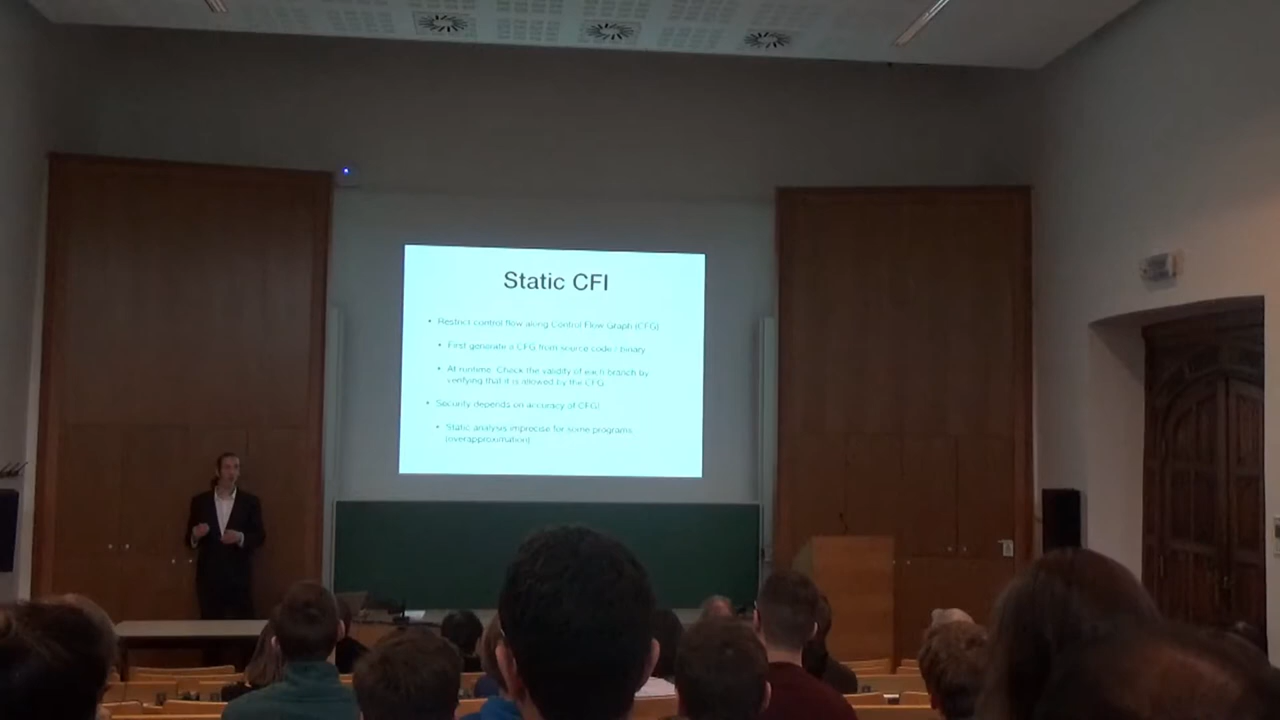 Static CFI
• Restrict control flow along Control Flow Graph (CFG)
• First generate a CFG from source code / binary
• At runtime: Check the validity of each branch by
verifying that it is allowed by the CFG
• Security depends on accuracy of CFG!
• Static analysis imprecise for some programs
(overapproximation)